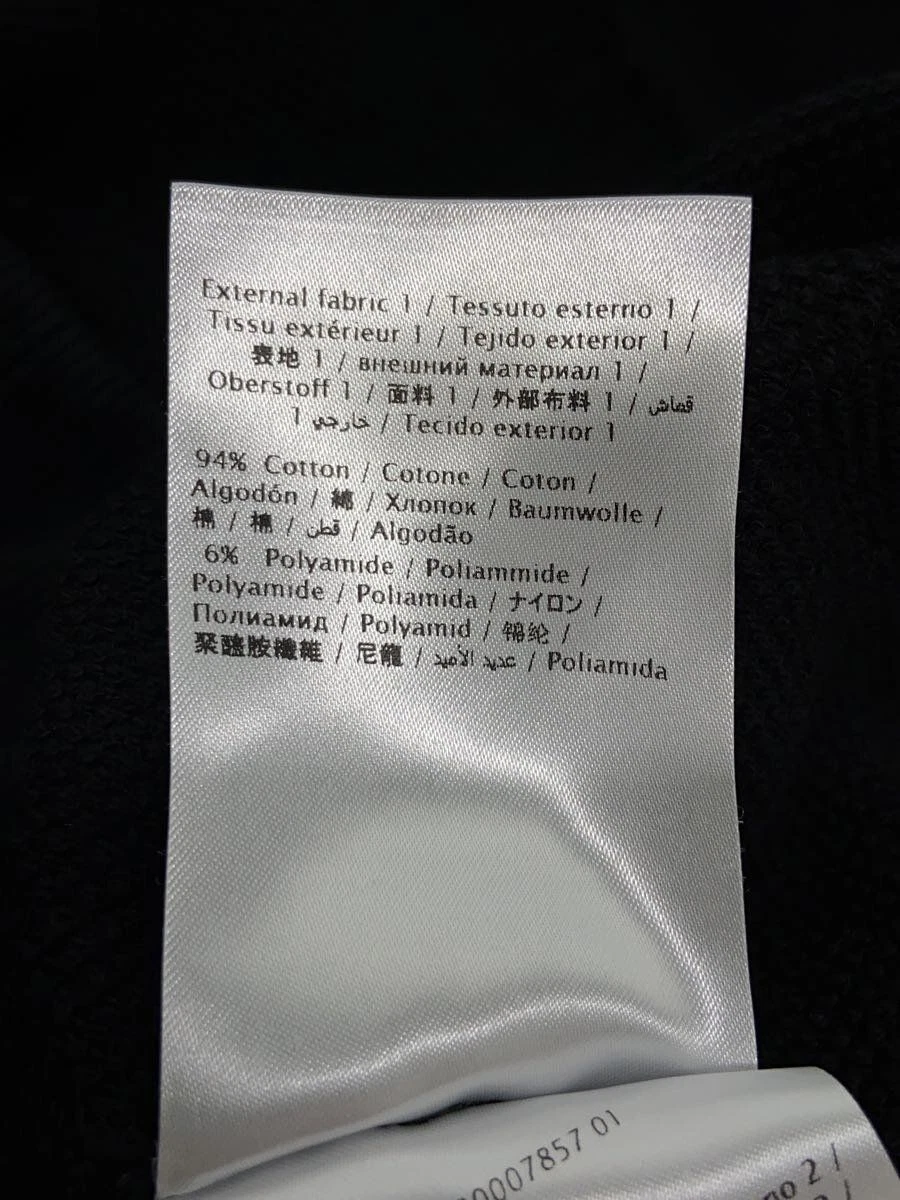 External fabric 1 / Tessuto esterno 1 /
Tissu extérieur 1 / Tejido exterior 1 /
表地 1 / внешний материал 1 /
Oberstoff 1 / 面料 1 / 外部布料 1 / قماش
خارجي 1 / Tecido exterior 1
94% Cotton / Cotone / Coton /
Algodón / 綿 / Хлопок / Baumwolle /
棉 / 棉 / قطن / Algodão
6% Polyamide / Poliammide /
Polyamide / Poliamida / ナイロン /
Полиамид / Polyamid / 锦纶 /
聚醯胺纖維 / 尼龍 / عديد الأميد / Poliamida
0007857 01
2 /